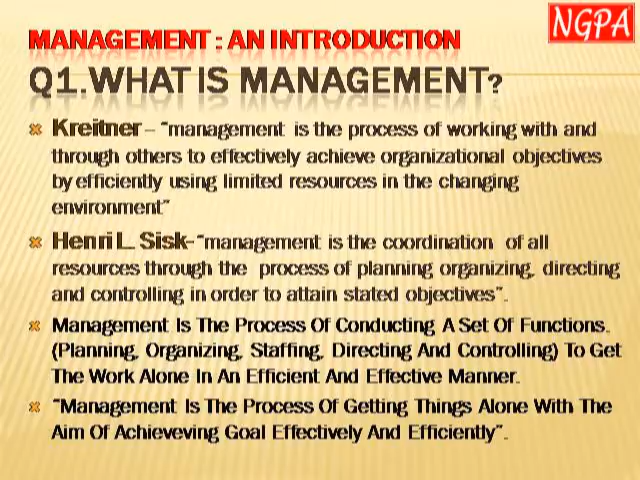 NGPA
MANAGEMENT : AN INTRODUCTION
Q1.WHAT IS MANAGEMENT?
Kreitner – "management is the process of working with and
through others to effectively achieve organizational objectives
by efficiently using limited resources in the changing
environment"
Henri L. Sisk- "management is the coordination of all
resources through the process of planning organizing, directing
and controlling in order to attain stated objectives".
Management Is The Process Of Conducting A Set Of Functions.
(Planning, Organizing, Staffing, Directing And Controlling) To Get
The Work Alone In An Efficient And Effective Manner.
"Management Is The Process Of Getting Things Alone With The
Aim Of Achieveving Goal Effectively And Efficiently".